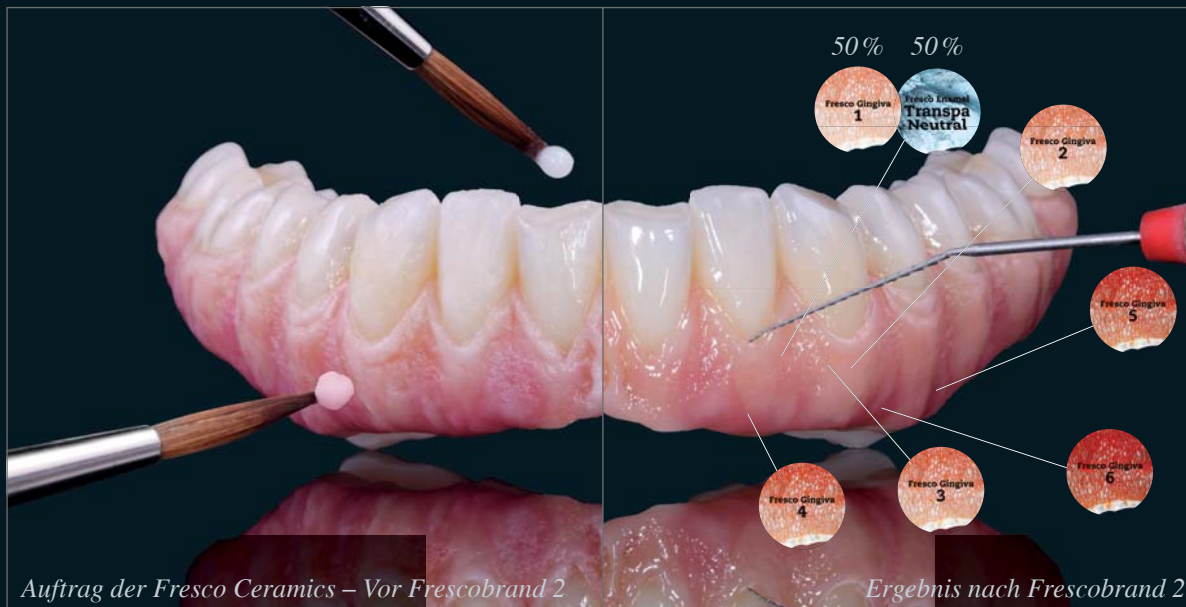 50 % 50 %
Fresco Gingiva
1
Fresco Enamel
Transpa
Neutral
Fresco Gingiva
2
Fresco Gingiva
5
Fresco Gingiva
6
Fresco Gingiva
3
Fresco Gingiva
4
Auftrag der Fresco Ceramics – Vor Frescobrand 2
Ergebnis nach Frescobrand 2